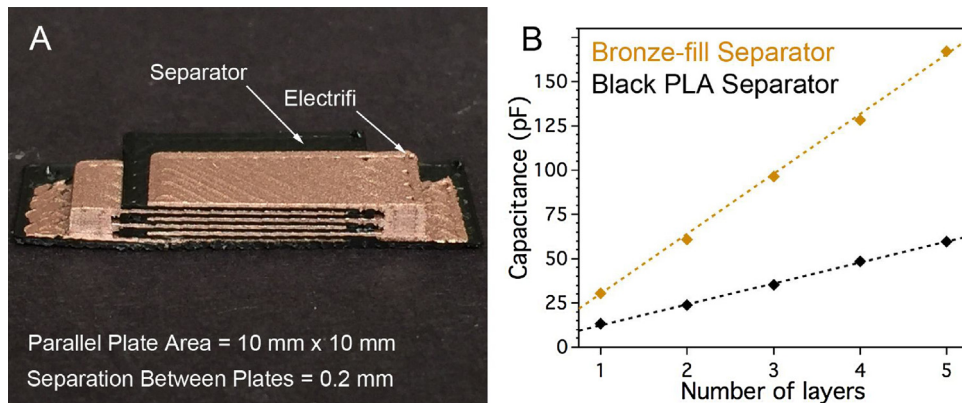 A
Separator
Electrifi
Parallel Plate Area = 10 mm x 10 mm
Separation Between Plates = 0.2 mm
B
Bronze-fill Separator
Black PLA Separator
Capacitance (pF)
150
125
100
75
50
25
0
1 2 3 4 5
Number of layers